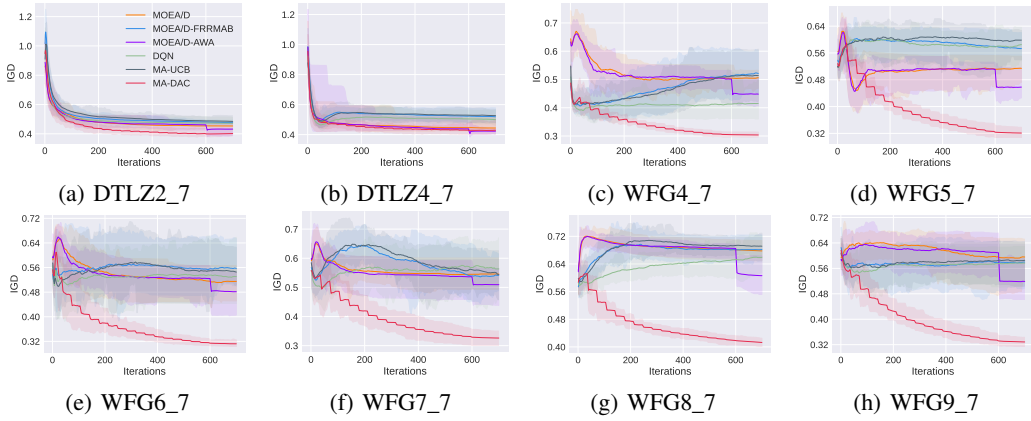 1.2
1.0
0.8
0.6
0.4
IGD
0
200
400
600
Iterations
MOEA/D
MOEA/D-FRRMAB
MOEA/D-AWA
DQN
MA-UCB
MA-DAC
(a) DTLZ2_7
1.2
1.0
0.8
0.6
0.4
IGD
0
200
400
600
Iterations
(b) DTLZ4_7
0.7
0.6
0.5
0.4
0.3
IGD
0
200
400
600
Iterations
(c) WFG4_7
0.64
0.56
0.48
0.40
0.32
IGD
0
200
400
600
Iterations
(d) WFG5_7
0.72
0.64
0.56
0.48
0.40
0.32
IGD
0
200
400
600
Iterations
(e) WFG6_7
0.7
0.6
0.5
0.4
0.3
IGD
0
200
400
600
Iterations
(f) WFG7_7
0.72
0.64
0.56
0.48
0.40
IGD
0
200
400
600
Iterations
(g) WFG8_7
0.72
0.64
0.56
0.48
0.40
0.32
IGD
0
200
400
600
Iterations
(h) WFG9_7